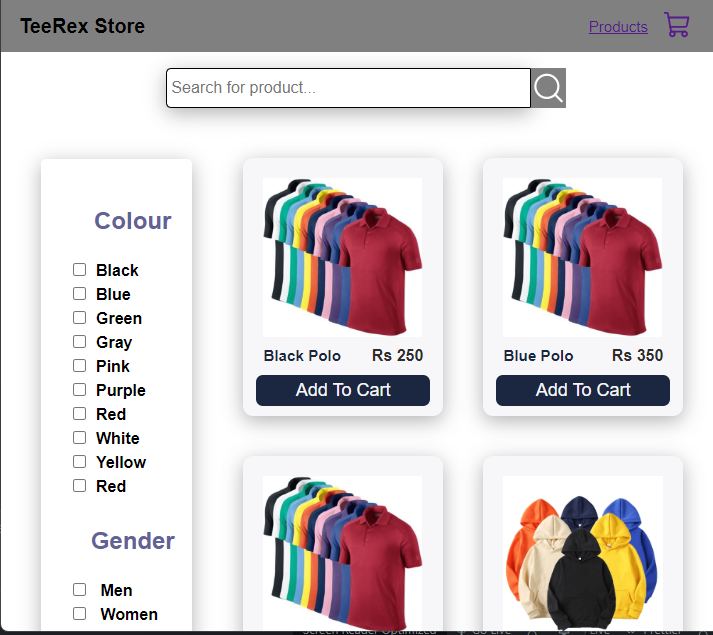 TeeRex Store
Products
Search for product...
Colour
Black
Blue
Green
Gray
Pink
Purple
Red
White
Yellow
Red
Gender
Men
Women
Black Polo Rs 250
Add To Cart
Blue Polo Rs 350
Add To Cart